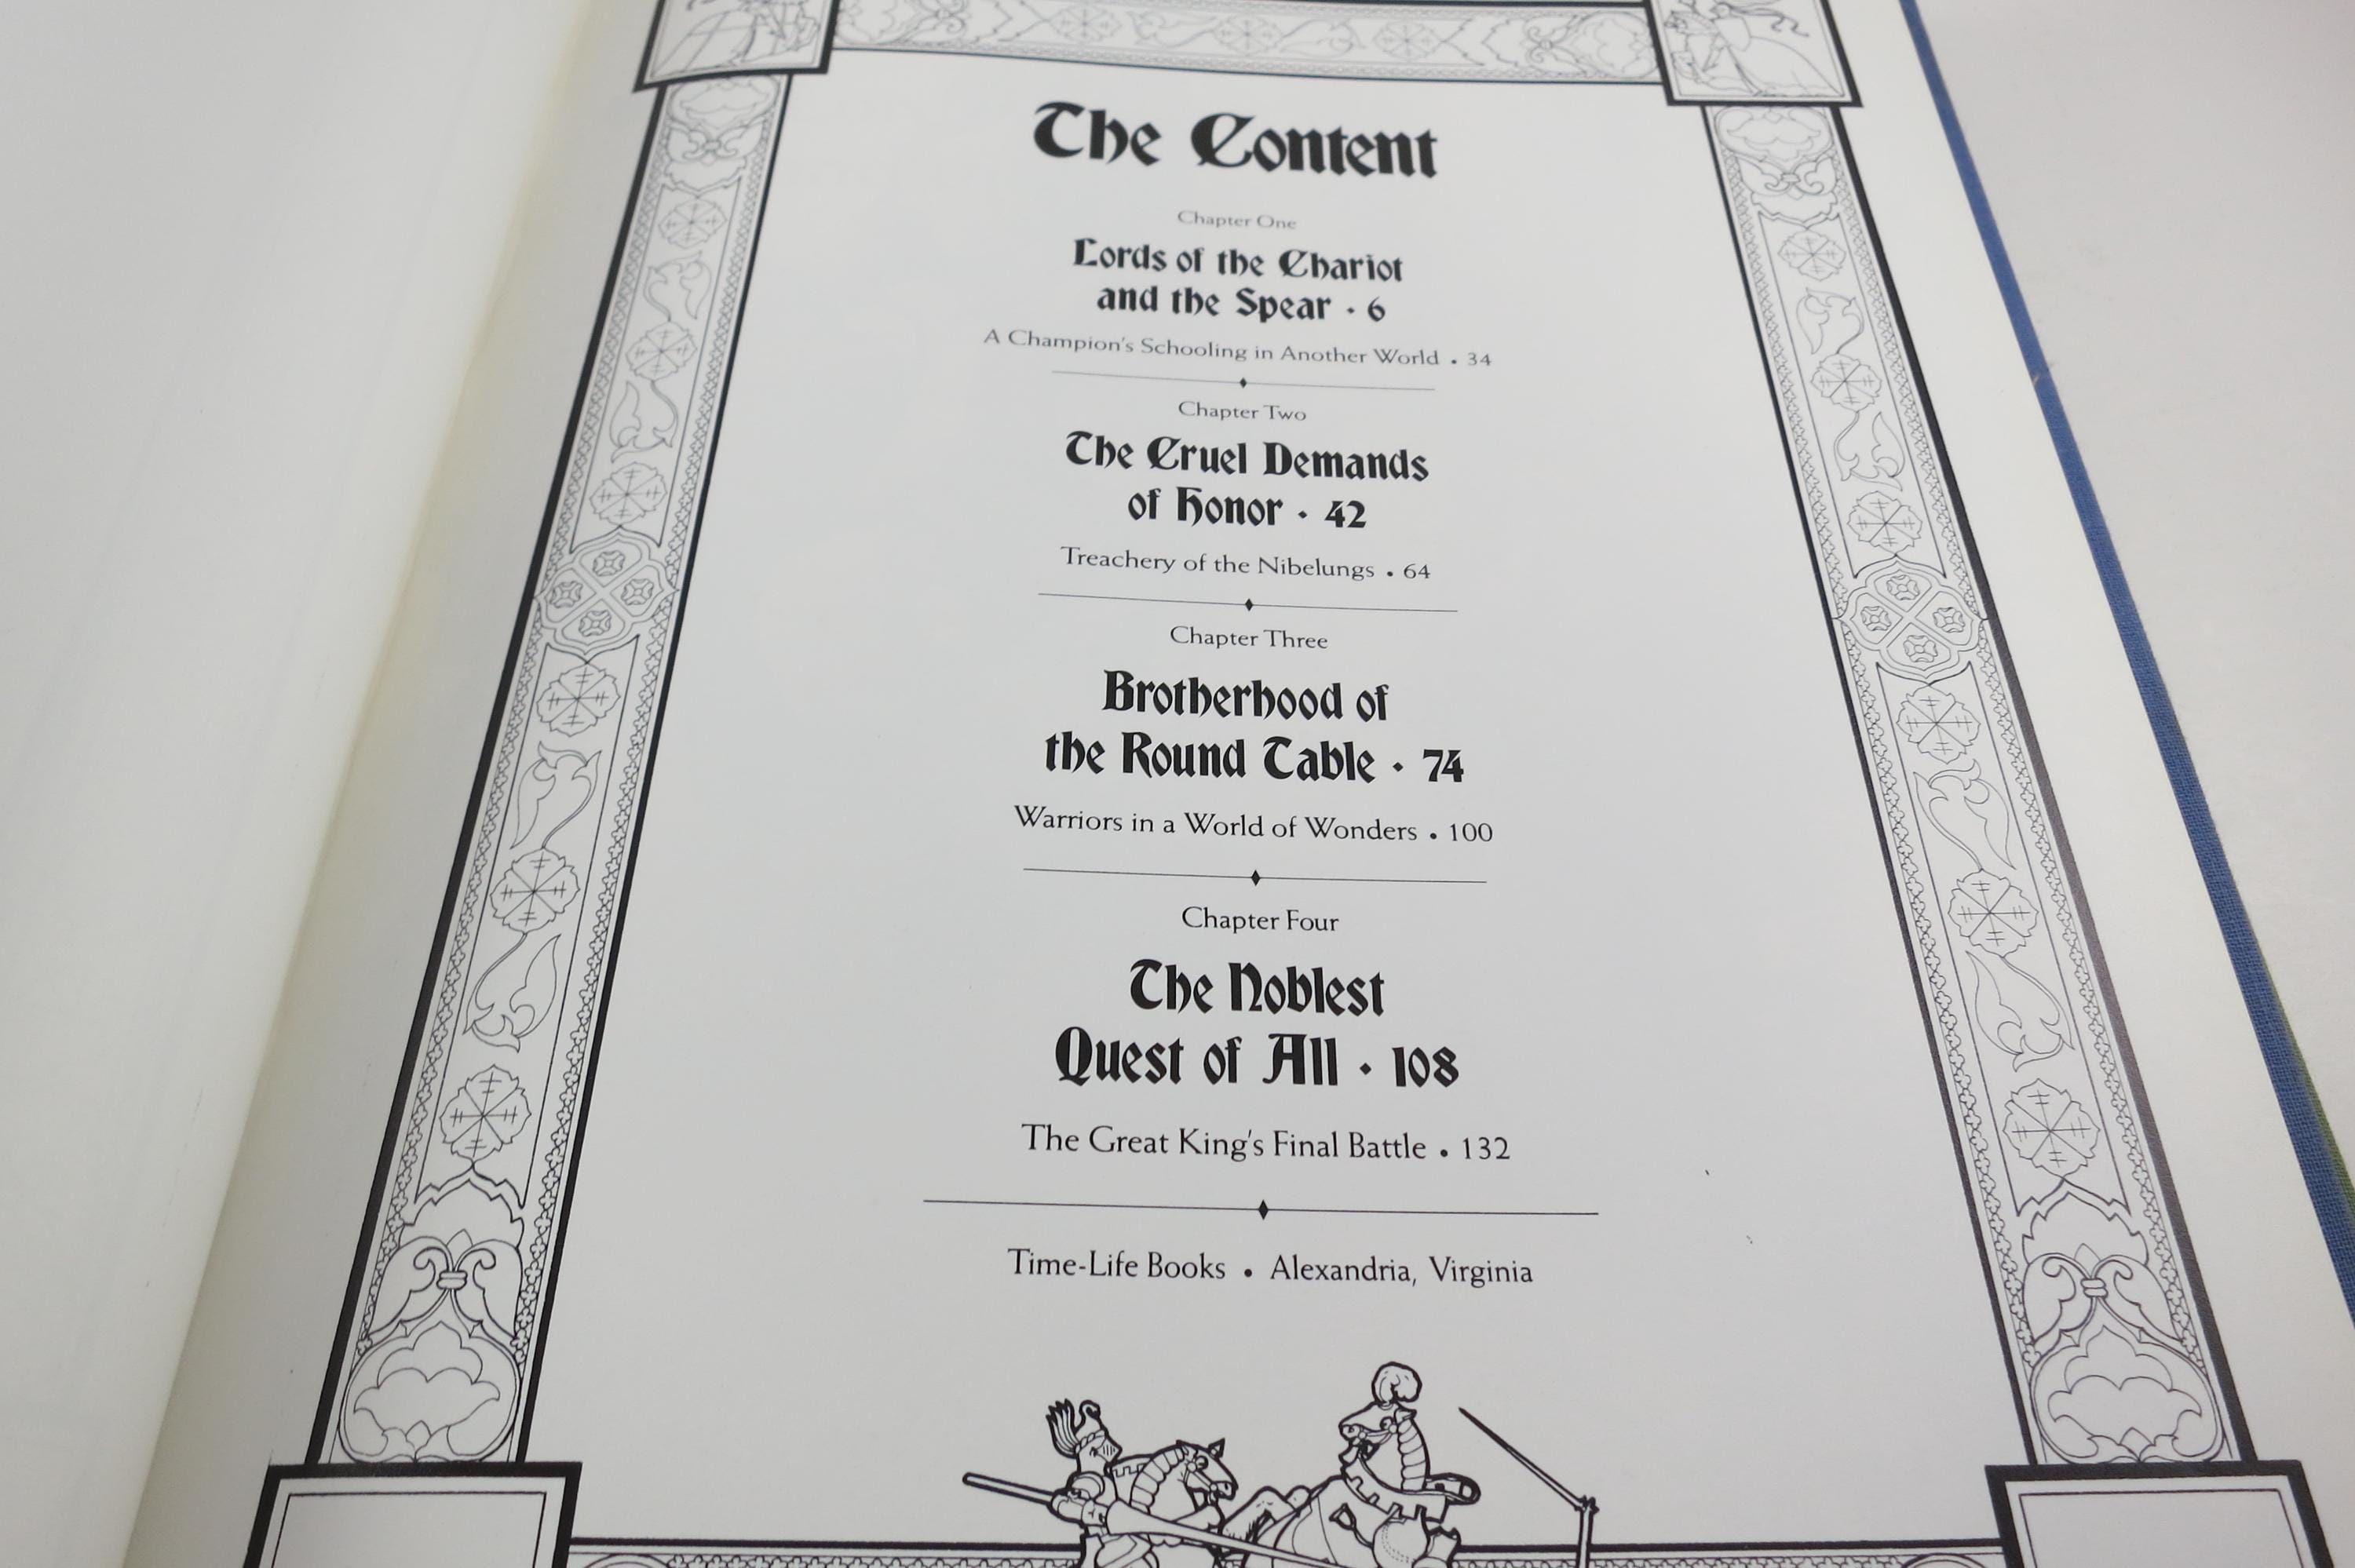 The Content
Chapter One
Lords of the Chariot
and the Spear · 6
A Champion's Schooling in Another World • 34
Chapter Two
The Cruel Demands
of Honor · 42
Treachery of the Nibelungs • 64
Chapter Three
Brotherhood of
the Round Table · 74
Warriors in a World of Wonders • 100
Chapter Four
The Noblest
Quest of All · 108
The Great King's Final Battle • 132
Time-Life Books • Alexandria, Virginia